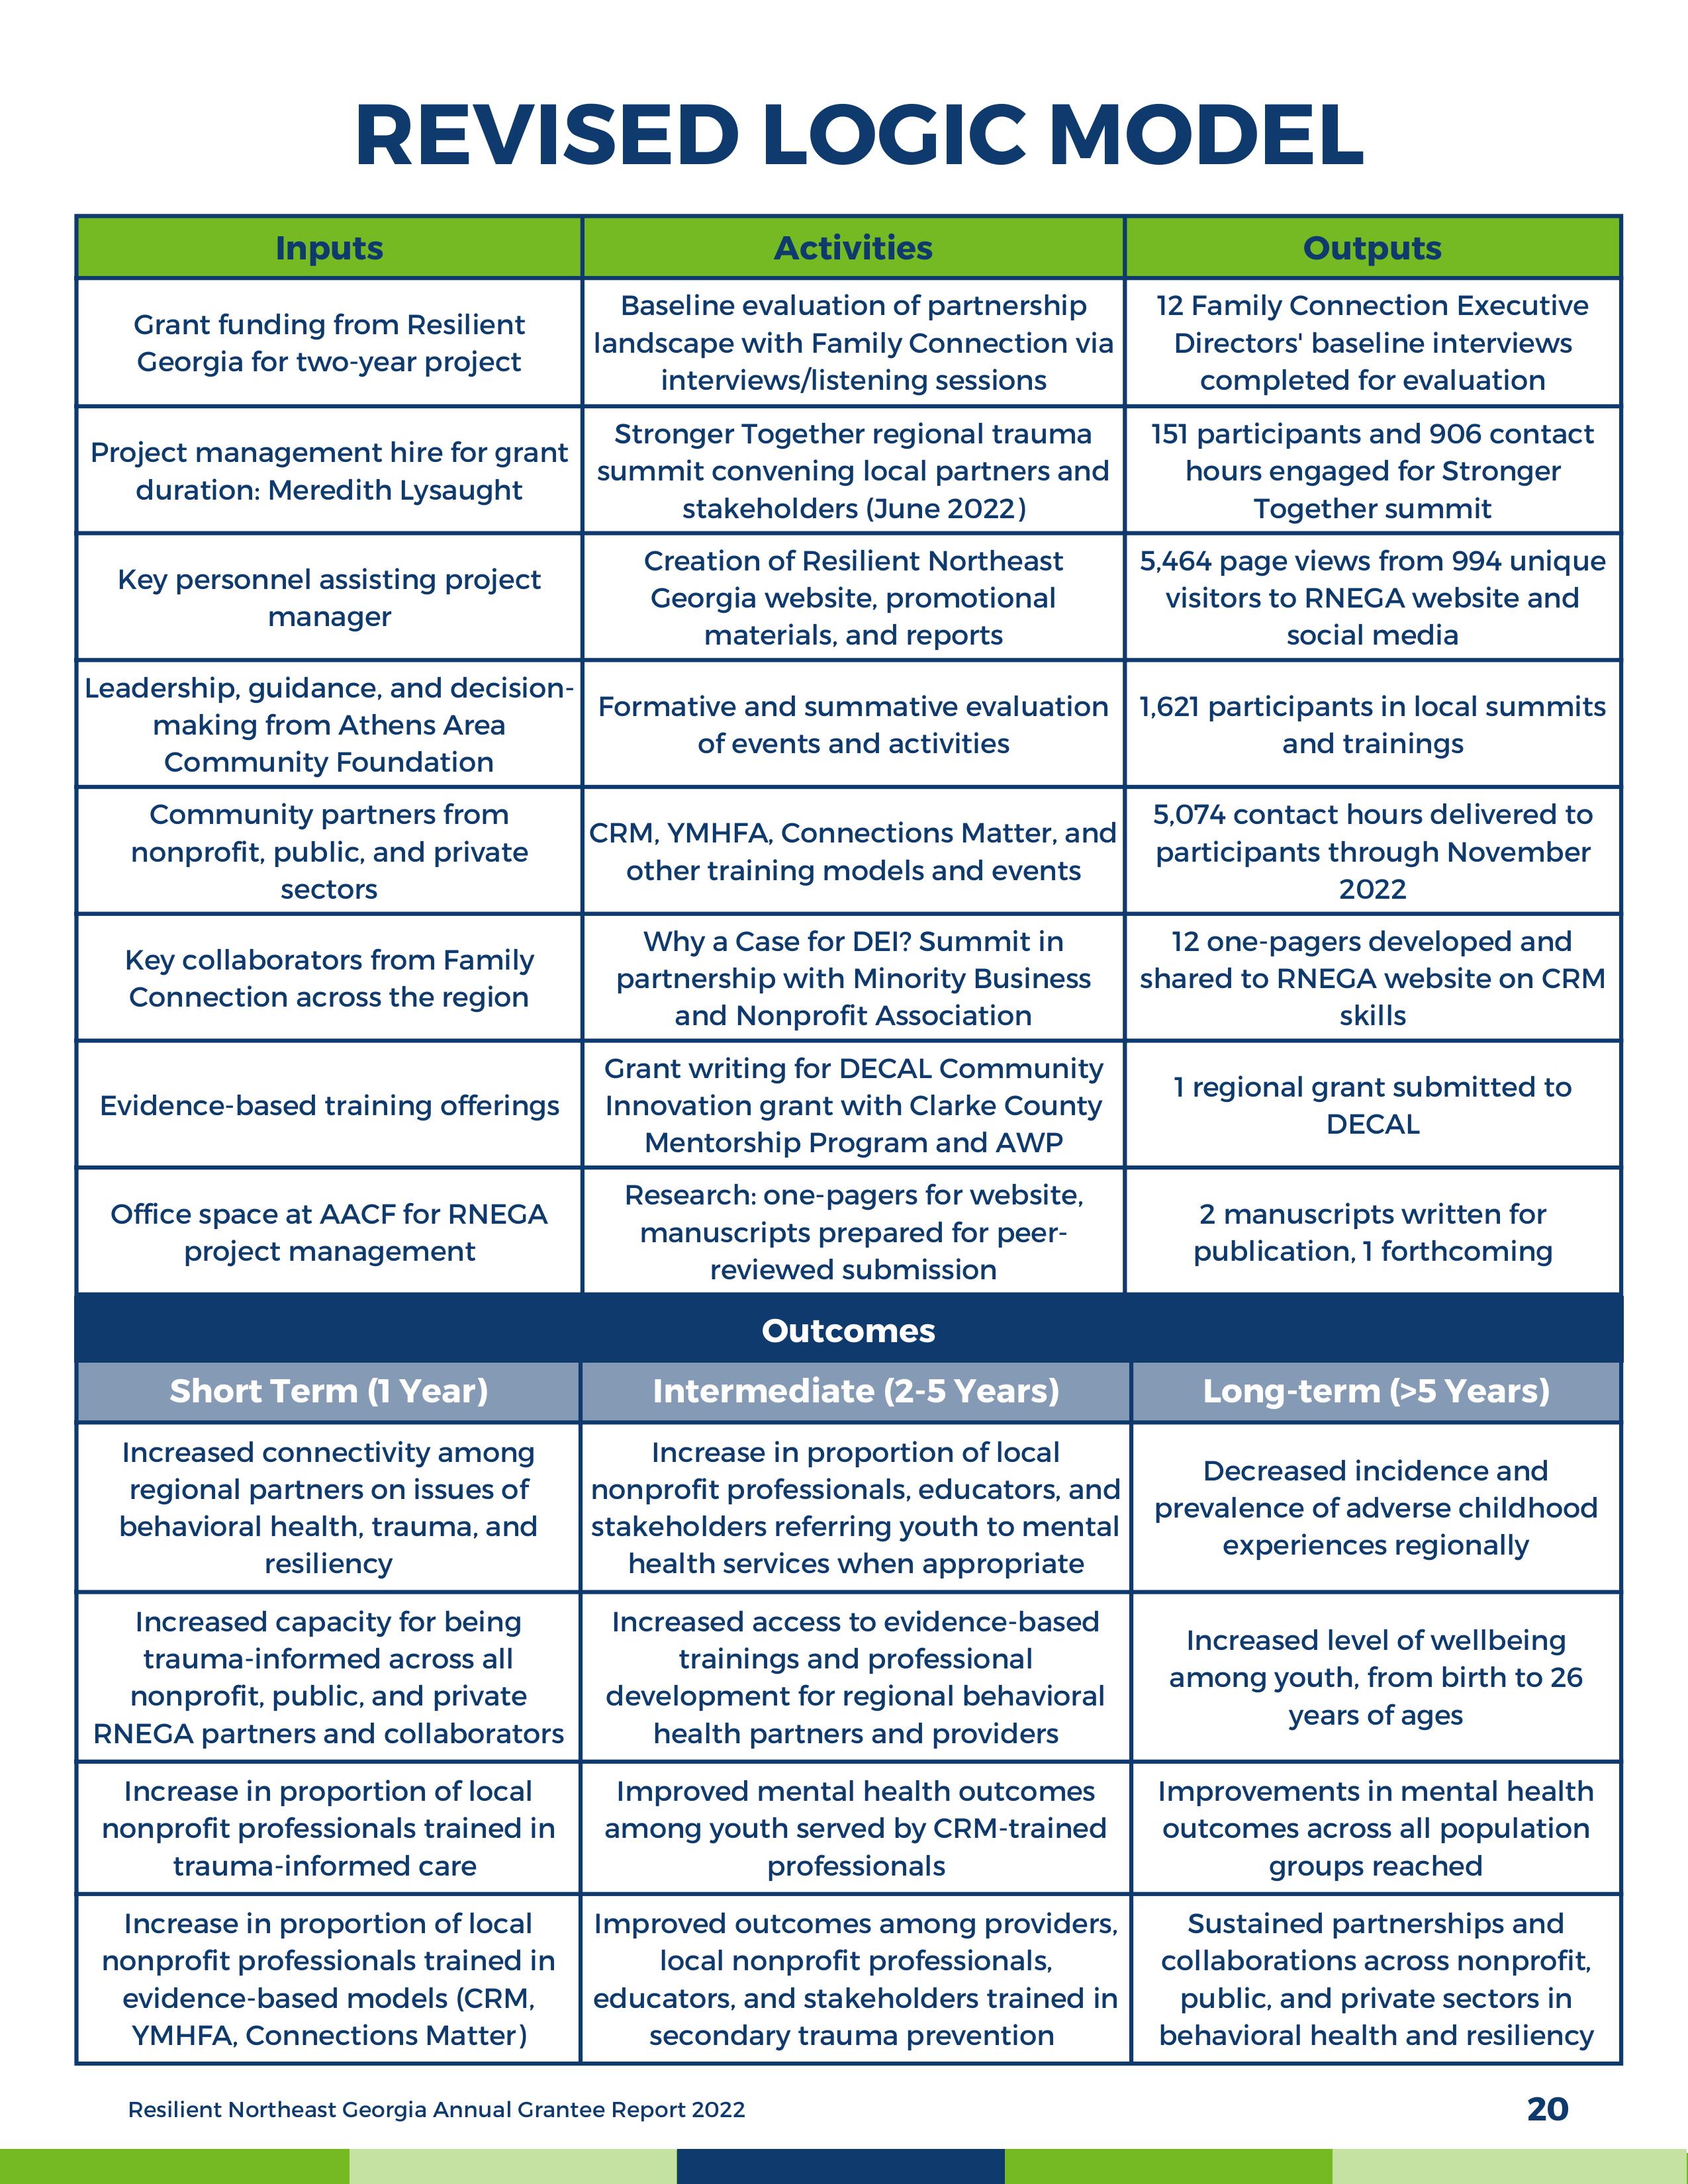 REVISED LOGIC MODEL
Inputs
Activities
Outputs
Grant funding from Resilient
Georgia for two-year project
Baseline evaluation of partnership
landscape with Family Connection via
interviews/listening sessions
12 Family Connection Executive
Directors' baseline interviews
completed for evaluation
Project management hire for grant
duration: Meredith Lysaught
Stronger Together regional trauma
summit convening local partners and
stakeholders (June 2022)
151 participants and 906 contact
hours engaged for Stronger
Together summit
Key personnel assisting project
manager
Creation of Resilient Northeast
Georgia website, promotional
materials, and reports
5,464 page views from 994 unique
visitors to RNEGA website and
social media
Leadership, guidance, and decision-
making from Athens Area
Community Foundation
Formative and summative evaluation
of events and activities
1,621 participants in local summits
and trainings
Community partners from
nonprofit, public, and private
sectors
CRM, YMHFA, Connections Matter, and
other training models and events
5,074 contact hours delivered to
participants through November
2022
Key collaborators from Family
Connection across the region
Why a Case for DEI? Summit in
partnership with Minority Business
and Nonprofit Association
12 one-pagers developed and
shared to RNEGA website on CRM
skills
Evidence-based training offerings
Grant writing for DECAL Community
Innovation grant with Clarke County
Mentorship Program and AWP
1 regional grant submitted to
DECAL
Office space at AACF for RNEGA
project management
Research: one-pagers for website,
manuscripts prepared for peer-
reviewed submission
2 manuscripts written for
publication, 1 forthcoming
Outcomes
Short Term (1 Year)
Intermediate (2-5 Years)
Long-term (>5 Years)
Increased connectivity among
regional partners on issues of
behavioral health, trauma, and
resiliency
Increase in proportion of local
nonprofit professionals, educators, and
stakeholders referring youth to mental
health services when appropriate
Decreased incidence and
prevalence of adverse childhood
experiences regionally
Increased capacity for being
trauma-informed across all
nonprofit, public, and private
RNEGA partners and collaborators
Increased access to evidence-based
trainings and professional
development for regional behavioral
health partners and providers
Increased level of wellbeing
among youth, from birth to 26
years of ages
Increase in proportion of local
nonprofit professionals trained in
trauma-informed care
Improved mental health outcomes
among youth served by CRM-trained
professionals
Improvements in mental health
outcomes across all population
groups reached
Increase in proportion of local
nonprofit professionals trained in
evidence-based models (CRM,
YMHFA, Connections Matter)
Improved outcomes among providers,
local nonprofit professionals,
educators, and stakeholders trained in
secondary trauma prevention
Sustained partnerships and
collaborations across nonprofit,
public, and private sectors in
behavioral health and resiliency
Resilient Northeast Georgia Annual Grantee Report 2022
20